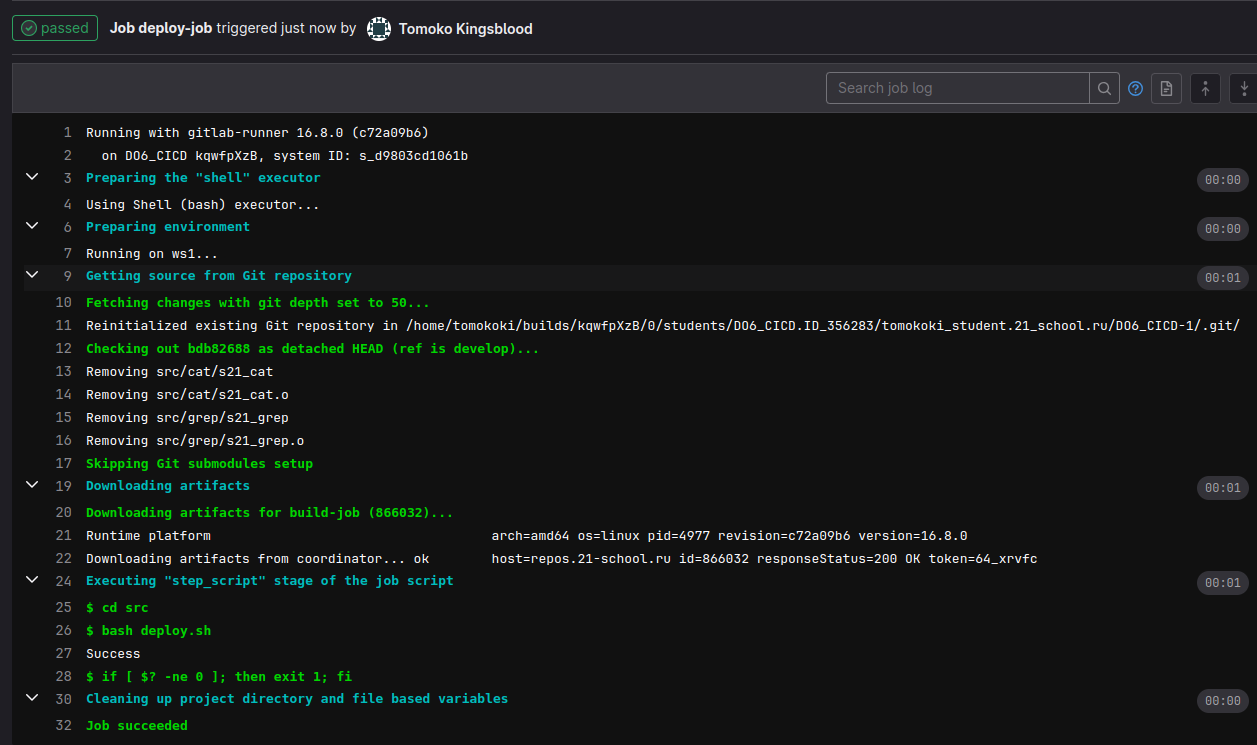 passed Job deploy-job triggered just now by Tomoko Kingsblood
Search job log
1 Running with gitlab-runner 16.8.0 (c72a09b6)
2 on DO6_CICD kqwfpXzB, system ID: s_d9803cd1061b
3 Preparing the "shell" executor 00:00
4 Using Shell (bash) executor...
6 Preparing environment 00:00
7 Running on ws1...
9 Getting source from Git repository 00:01
10 Fetching changes with git depth set to 50...
11 Reinitialized existing Git repository in /home/tomokoki/builds/kqwfpXzB/0/students/DO6_CICD.ID_356283/tomokoki_student.21_school.ru/DO6_CICD-1/.git/
12 Checking out bdb82688 as detached HEAD (ref is develop)...
13 Removing src/cat/s21_cat
14 Removing src/cat/s21_cat.o
15 Removing src/grep/s21_grep
16 Removing src/grep/s21_grep.o
17 Skipping Git submodules setup
19 Downloading artifacts 00:01
20 Downloading artifacts for build-job (866032)...
21 Runtime platform arch=amd64 os=linux pid=4977 revision=c72a09b6 version=16.8.0
22 Downloading artifacts from coordinator... ok host=repos.21-school.ru id=866032 responseStatus=200 OK token=64_xrvfc
24 Executing "step_script" stage of the job script 00:01
25 $ cd src
26 $ bash deploy.sh
27 Success
28 $ if [ $? -ne 0 ]; then exit 1; fi
30 Cleaning up project directory and file based variables 00:00
32 Job succeeded